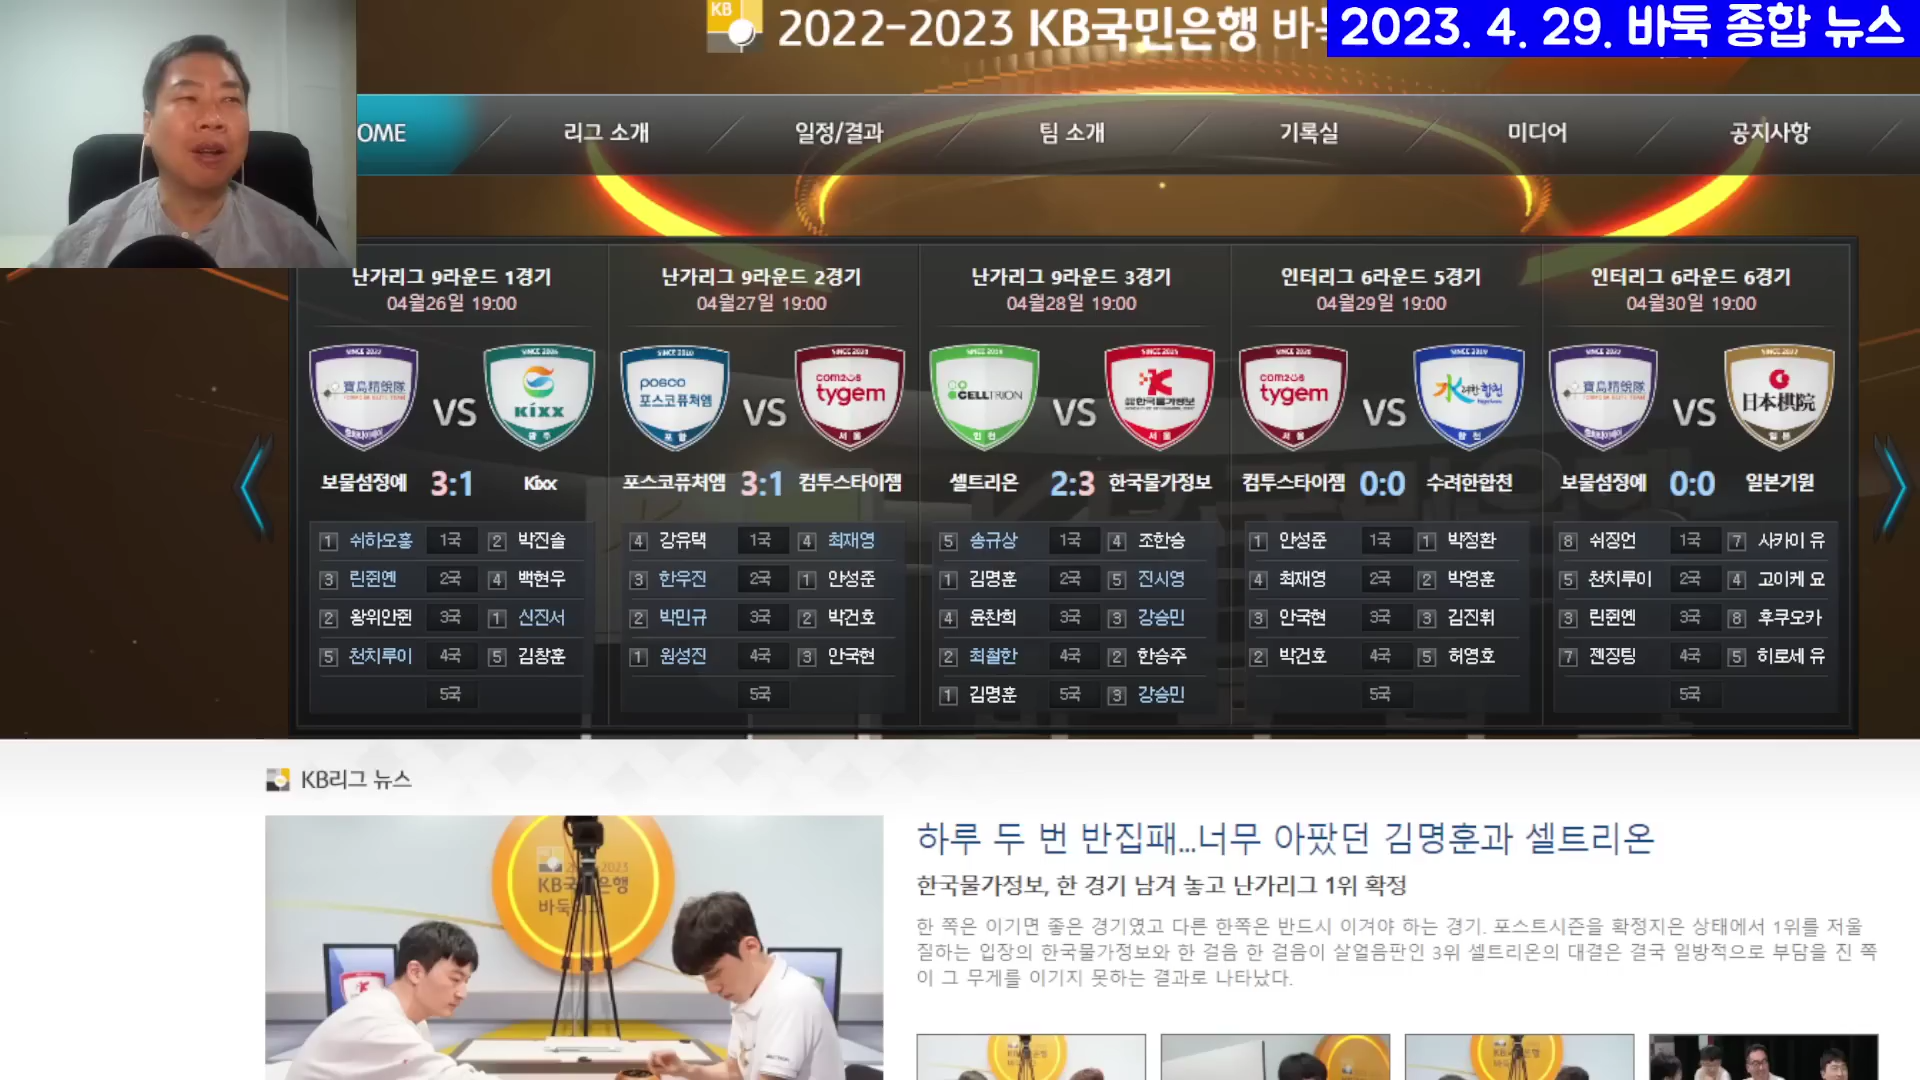 KB
2022-2023 KB국민은행 바둑
2023. 4. 29. 바둑 종합 뉴스
OME
리그 소개
일정/결과
팀 소개
기록실
미디어
공지사항
난가리그 9라운드 1경기
04월26일 19:00
VS
KIXX
보물섬정예 3:1 Kixx
1 쉬하오훙 1국 2 박진솔
3 린쥔옌 2국 4 백현우
2 왕위안쥔 3국 1 신진서
5 천치루이 4국 5 김창훈
5국
난가리그 9라운드 2경기
04월27일 19:00
posco
포스코퓨처엠
VS
com2us
tygem
포스코퓨처엠 3:1 컴투스타이젬
4 강유택 1국 4 최재영
3 한우진 2국 1 안성준
2 박민규 3국 2 박건호
1 원성진 4국 3 안국현
5국
난가리그 9라운드 3경기
04월28일 19:00
CELLTRION
VS
한국물가정보
셀트리온 2:3 한국물가정보
5 송규상 1국 4 조한승
1 김명훈 2국 5 진시영
4 윤찬희 3국 3 강승민
2 최철한 4국 2 한승주
1 김명훈 5국 3 강승민
인터리그 6라운드 5경기
04월29일 19:00
com2us
tygem
VS
컴투스타이젬 0:0 수려한합천
1 안성준 1국 1 박정환
4 최재영 2국 2 박영훈
3 안국현 3국 3 김진휘
2 박건호 4국 5 허영호
5국
인터리그 6라운드 6경기
04월30일 19:00
寶島精銳隊
VS
日本棋院
보물섬정예 0:0 일본기원
8 쉬징언 1국 7 사카이 유
5 천치루이 2국 4 고이케 요
3 린쥔옌 3국 8 후쿠오카
7 젠징팅 4국 5 히로세 유
5국
KB리그 뉴스
하루 두 번 반집패...너무 아팠던 김명훈과 셀트리온
한국물가정보, 한 경기 남겨 놓고 난가리그 1위 확정
한 쪽은 이기면 좋은 경기였고 다른 한쪽은 반드시 이겨야 하는 경기. 포스트시즌을 확정지은 상태에서 1위를 저울
질하는 입장의 한국물가정보와 한 걸음 한 걸음이 살얼음판인 3위 셀트리온의 대결은 결국 일방적으로 부담을 진 쪽
이 그 무게를 이기지 못하는 결과로 나타났다.